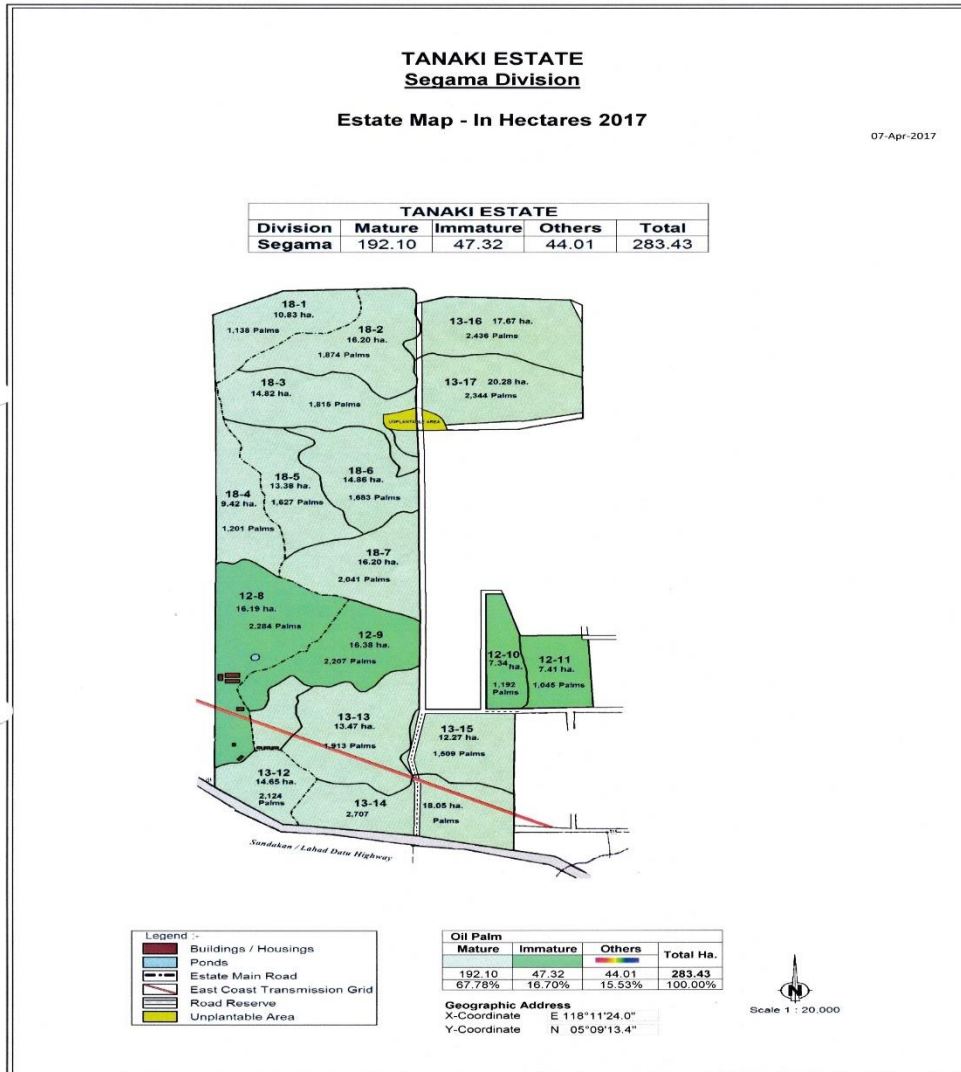 TANAKI ESTATE
Segama Division
Estate Map - In Hectares 2017
07-Apr-2017
TANAKI ESTATE
Division Mature Immature Others Total
Segama 192.10 47.32 44.01 283.43
18-1
10.83 ha.
1,138 Palms
18-2
16.20 ha.
1,874 Palms
13-16 17.67 ha.
2,436 Palms
18-3
14.82 ha.
1,815 Palms
13-17 20.28 ha.
2,344 Palms
UNPLANTABLE AREA
18-4
9.42 ha.
1,201 Palms
18-5
13.38 ha.
1,627 Palms
18-6
14.86 ha.
1,683 Palms
18-7
16.20 ha.
2,041 Palms
12-8
16.19 ha.
2,284 Palms
12-9
16.38 ha.
2,207 Palms
12-10
7.34 ha.
1,192 Palms
12-11
7.41 ha.
1,045 Palms
13-13
13.47 ha.
1,913 Palms
13-15
12.27 ha.
1,509 Palms
13-12
14.65 ha.
2,124
Palms
13-14
2,707
18.05 ha.
Palms
Sandakan / Lahad Datu Highway
Legend :-
Buildings / Housings
Ponds
Estate Main Road
East Coast Transmission Grid
Road Reserve
Unplantable Area
Oil Palm
Mature Immature Others Total Ha.
192.10 47.32 44.01 283.43
67.78% 16.70% 15.53% 100.00%
Geographic Address
X-Coordinate E 118°11'24.0"
Y-Coordinate N 05°09'13.4"
N
Scale 1 : 20.000